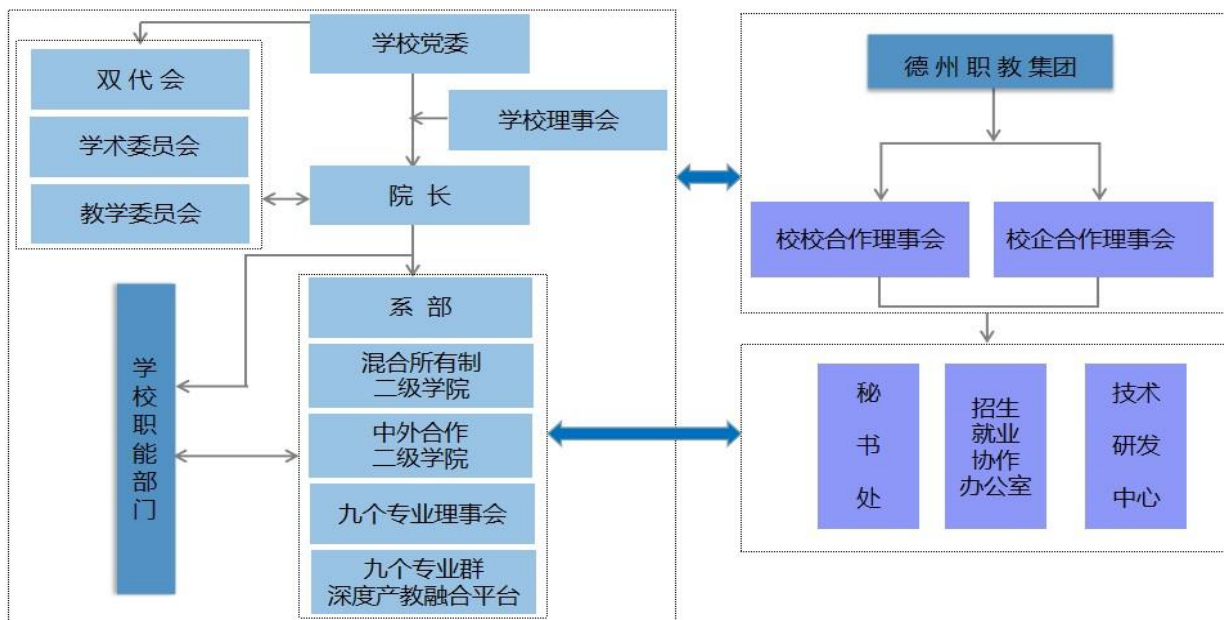 学校党委
双 代 会
学术委员会
教学委员会
学校理事会
院 长
系 部
混合所有制
二级学院
中外合作
二级学院
九个专业理事会
九个专业群
深度产教融合平台
学
校
职
能
部
门
德 州 职 教 集 团
校校合作理事会
校企合作理事会
秘
书
处
招生
就业
协作
办公室
技术
研发
中心